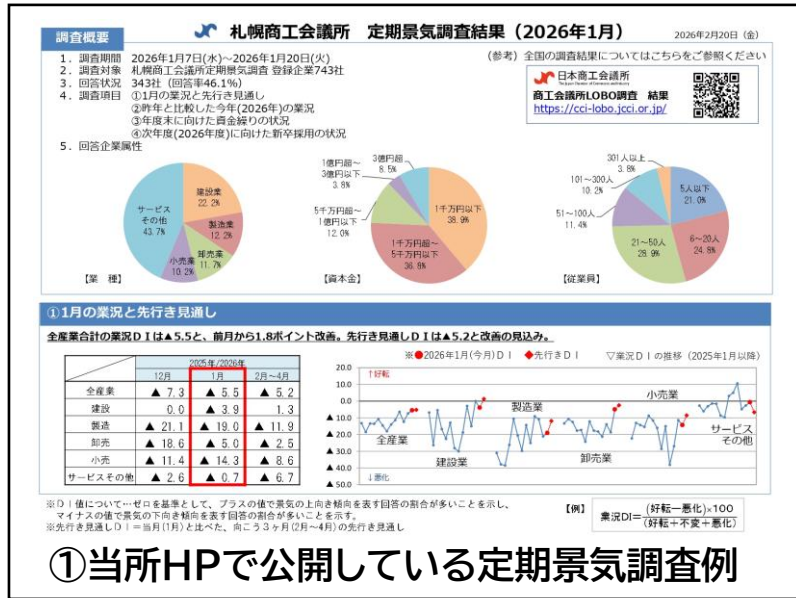 調査概要
札幌商工会議所 定期景気調査結果（2026年1月）
2026年2月20日（金）
1．調査期間 2026年1月7日(水)～2026年1月20日(火)
2．調査対象 札幌商工会議所定期景気調査 登録企業743社
3．回答状況 343社（回答率46.1%）
4．調査項目 ①1月の業況と先行き見通し
②昨年と比較した今年(2026年)の業況
③年度末に向けた資金繰りの状況
④次年度(2026年度)に向けた新卒採用の状況
5．回答企業属性
（参考）全国の調査結果についてはこちらをご参照ください
日本商工会議所
商工会議所LOBO調査 結果
https://cci-lobo.jcci.or.jp/
建設業
22.2%
製造業
12.2%
卸売業
11.7%
小売業
10.2%
サービス
その他
43.7%
【業 種】
1千万円以下
38.9%
1千万円超～
5千万円以下
36.8%
5千万円超～
1億円以下
12.0%
1億円超～
3億円以下
3.8%
3億円超
8.5%
【資本金】
5人以下
21.0%
6～20人
24.8%
21～50人
28.9%
51～100人
11.4%
101～300人
10.2%
301人以上
3.8%
【従業員】
①1月の業況と先行き見通し
全産業合計の業況ＤＩは▲5.5と、前月から1.8ポイント改善。先行き見通しＤＩは▲5.2と改善の見込み。
2025年/2026年
12月 1月 2月～4月
全産業 ▲ 7.3 ▲ 5.5 ▲ 5.2
建設 0.0 ▲ 3.9 1.3
製造 ▲ 21.1 ▲ 19.0 ▲ 11.9
卸売 ▲ 18.6 ▲ 5.0 ▲ 2.5
小売 ▲ 11.4 ▲ 14.3 ▲ 8.6
サービスその他 ▲ 2.6 ▲ 0.7 ▲ 6.7
※●2026年1月(今月)ＤＩ ◆先行きＤＩ ▽業況ＤＩの推移（2025年1月以降）
20.0
10.0
0.0
▲ 10.0
▲ 20.0
▲ 30.0
▲ 40.0
▲ 50.0
↑好転
↓悪化
全産業
建設業
製造業
卸売業
小売業
サービス
その他
※ＤＩ値について…ゼロを基準として、プラスの値で景気の上向き傾向を表す回答の割合が多いことを示し、
マイナスの値で景気の下向き傾向を表す回答の割合が多いことを示す。
※先行き見通しＤＩ＝当月(1月)と比べた、向こう３ヶ月(2月～4月)の先行き見通し
【例】
業況DI=(好転－悪化)×100
(好転＋不変＋悪化)
①当所HPで公開している定期景気調査例